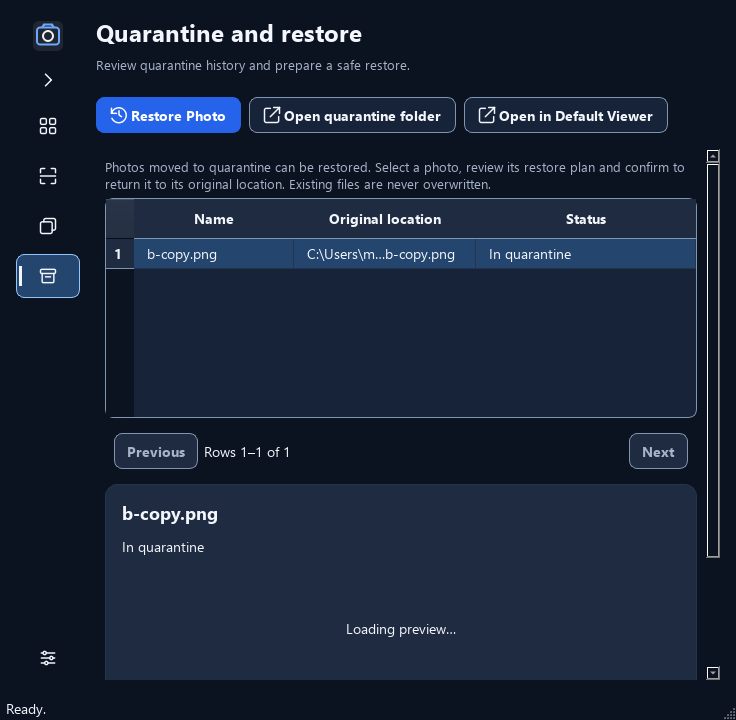 Quarantine and restore
Review quarantine history and prepare a safe restore.
Restore Photo
Open quarantine folder
Open in Default Viewer
Photos moved to quarantine can be restored. Select a photo, review its restore plan and confirm to
return it to its original location. Existing files are never overwritten.
Name Original location Status
1 b-copy.png C:\Users\m...b-copy.png In quarantine
Previous Rows 1–1 of 1 Next
b-copy.png
In quarantine
Loading preview...
Ready.